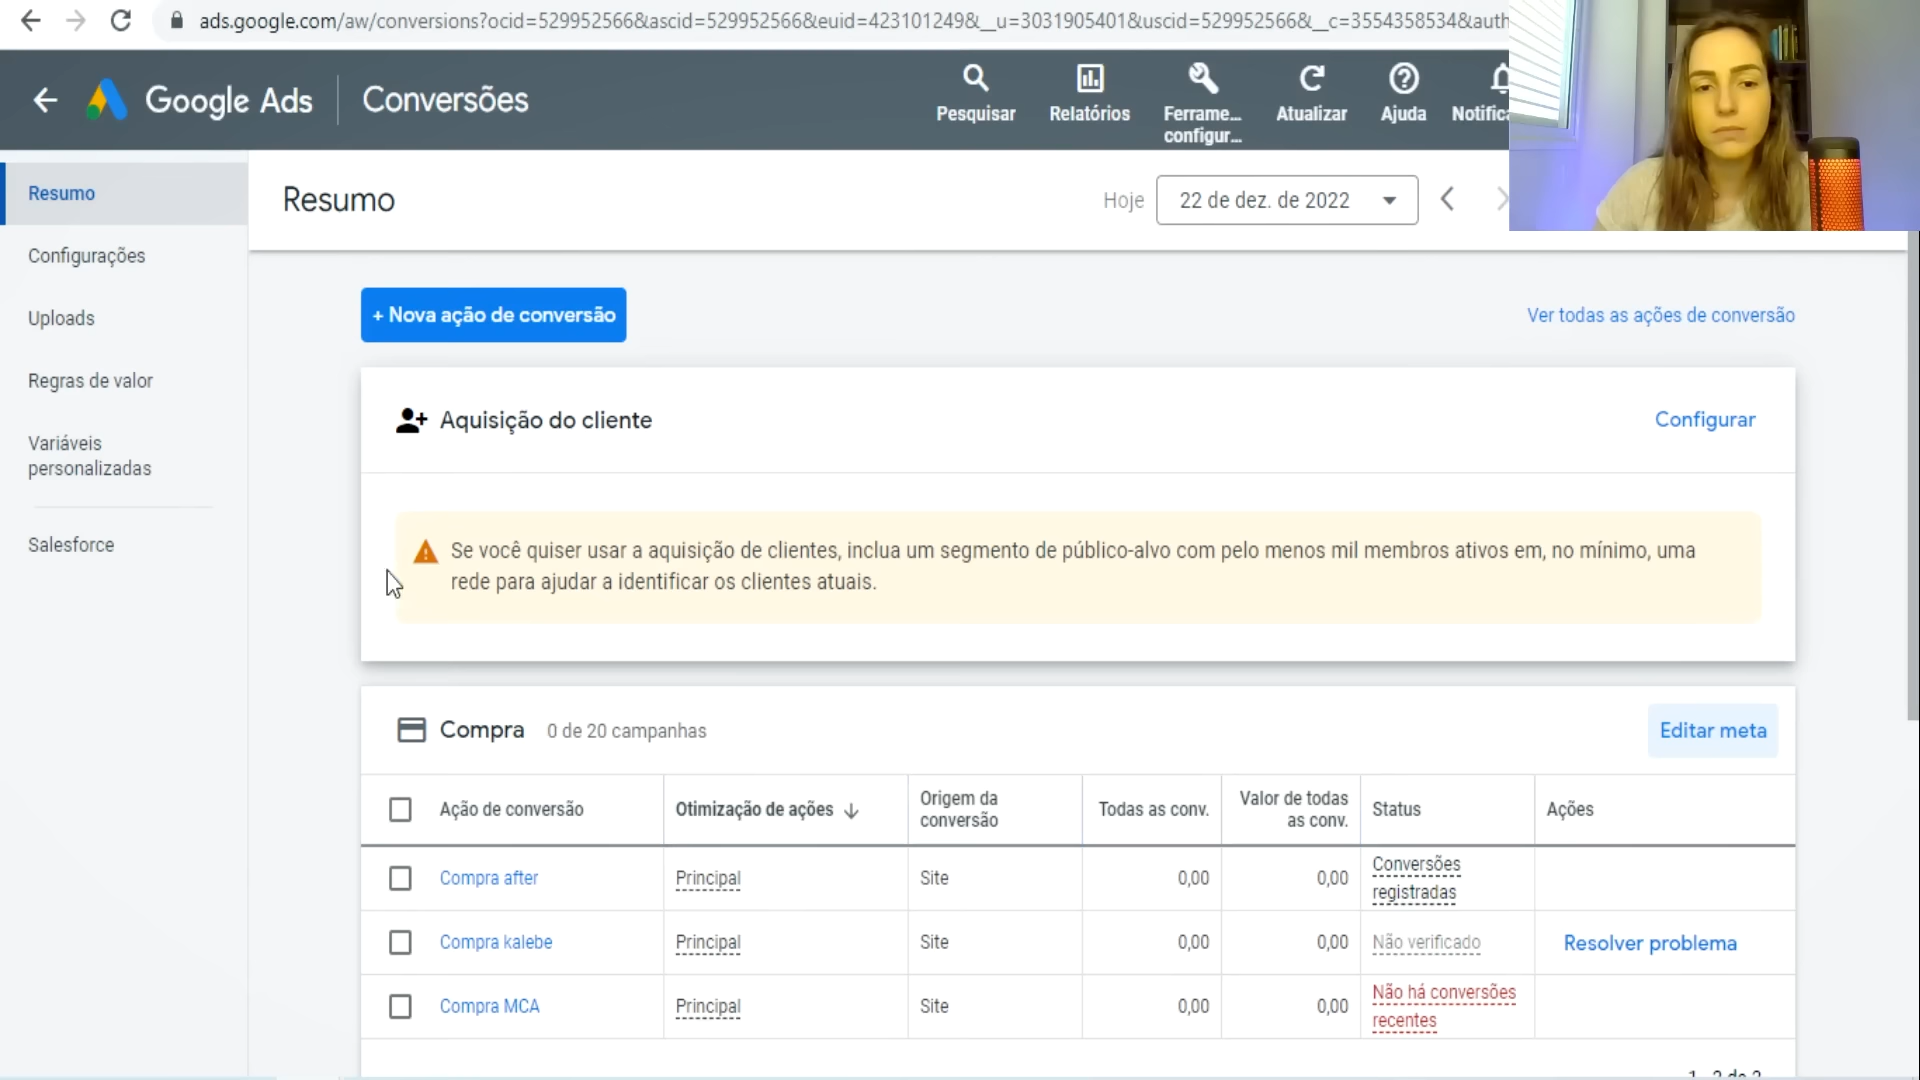 ads.google.com/aw/conversions?ocid=529952566&ascid=529952566&euid=423101249&__u=3031905401&uscid=529952566&__c=3554358534&auth
Google Ads
Conversões
Pesquisar
Relatórios
Ferrame...
configur...
Atualizar
Ajuda
Notifica
Resumo
Configurações
Uploads
Regras de valor
Variáveis
personalizadas
Salesforce
Resumo
Hoje
22 de dez. de 2022
+ Nova ação de conversão
Ver todas as ações de conversão
Aquisição do cliente
Configurar
Se você quiser usar a aquisição de clientes, inclua um segmento de público-alvo com pelo menos mil membros ativos em, no mínimo, uma
rede para ajudar a identificar os clientes atuais.
Compra 0 de 20 campanhas
Editar meta
Ação de conversão
Otimização de ações
Origem da
conversão
Todas as conv.
Valor de todas
as conv.
Status
Ações
Compra after
Principal
Site
0,00
0,00
Conversões
registradas
Compra kalebe
Principal
Site
0,00
0,00
Não verificado
Resolver problema
Compra MCA
Principal
Site
0,00
0,00
Não há conversões
recentes